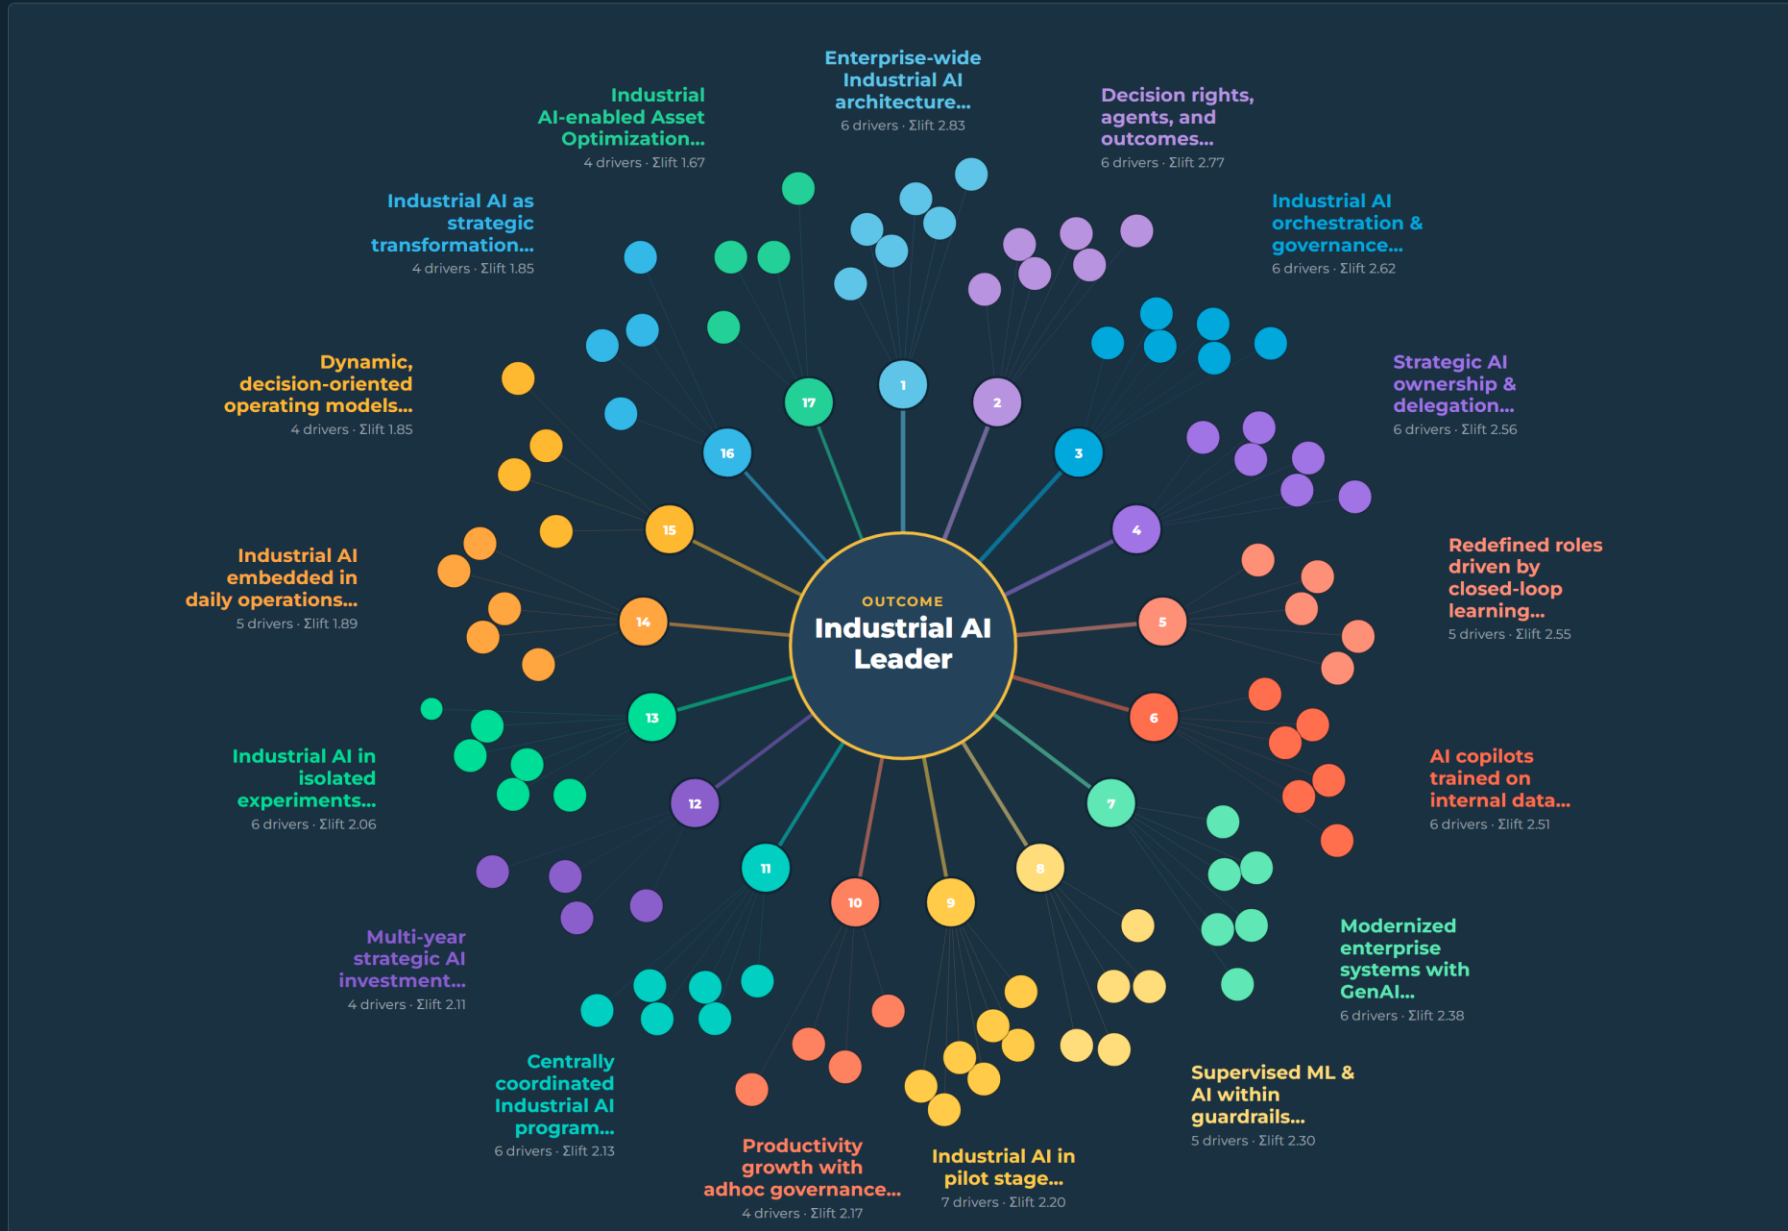 Enterprise-wide
Industrial AI
architecture...
6 drivers · Σlift 2.83
Decision rights,
agents, and
outcomes...
6 drivers · Σlift 2.77
Industrial AI
orchestration &
governance...
6 drivers · Σlift 2.62
Strategic AI
ownership &
delegation...
6 drivers · Σlift 2.56
Redefined roles
driven by
closed-loop
learning...
5 drivers · Σlift 2.55
AI copilots
trained on
internal data...
6 drivers · Σlift 2.51
Modernized
enterprise
systems with
GenAI...
6 drivers · Σlift 2.38
Supervised ML &
AI within
guardrails...
5 drivers · Σlift 2.30
Industrial AI in
pilot stage...
7 drivers · Σlift 2.20
Productivity
growth with
adhoc governance...
4 drivers · Σlift 2.17
Centrally
coordinated
Industrial AI
program...
6 drivers · Σlift 2.13
Multi-year
strategic AI
investment...
4 drivers · Σlift 2.11
Industrial AI in
isolated
experiments...
6 drivers · Σlift 2.06
Industrial AI
embedded in
daily operations...
5 drivers · Σlift 1.89
Dynamic,
decision-oriented
operating models...
4 drivers · Σlift 1.85
Industrial AI as
strategic
transformation...
4 drivers · Σlift 1.85
Industrial
AI-enabled Asset
Optimization...
4 drivers · Σlift 1.67
1
2
3
4
5
6
7
8
9
10
11
12
13
14
15
16
17
OUTCOME
Industrial AI
Leader